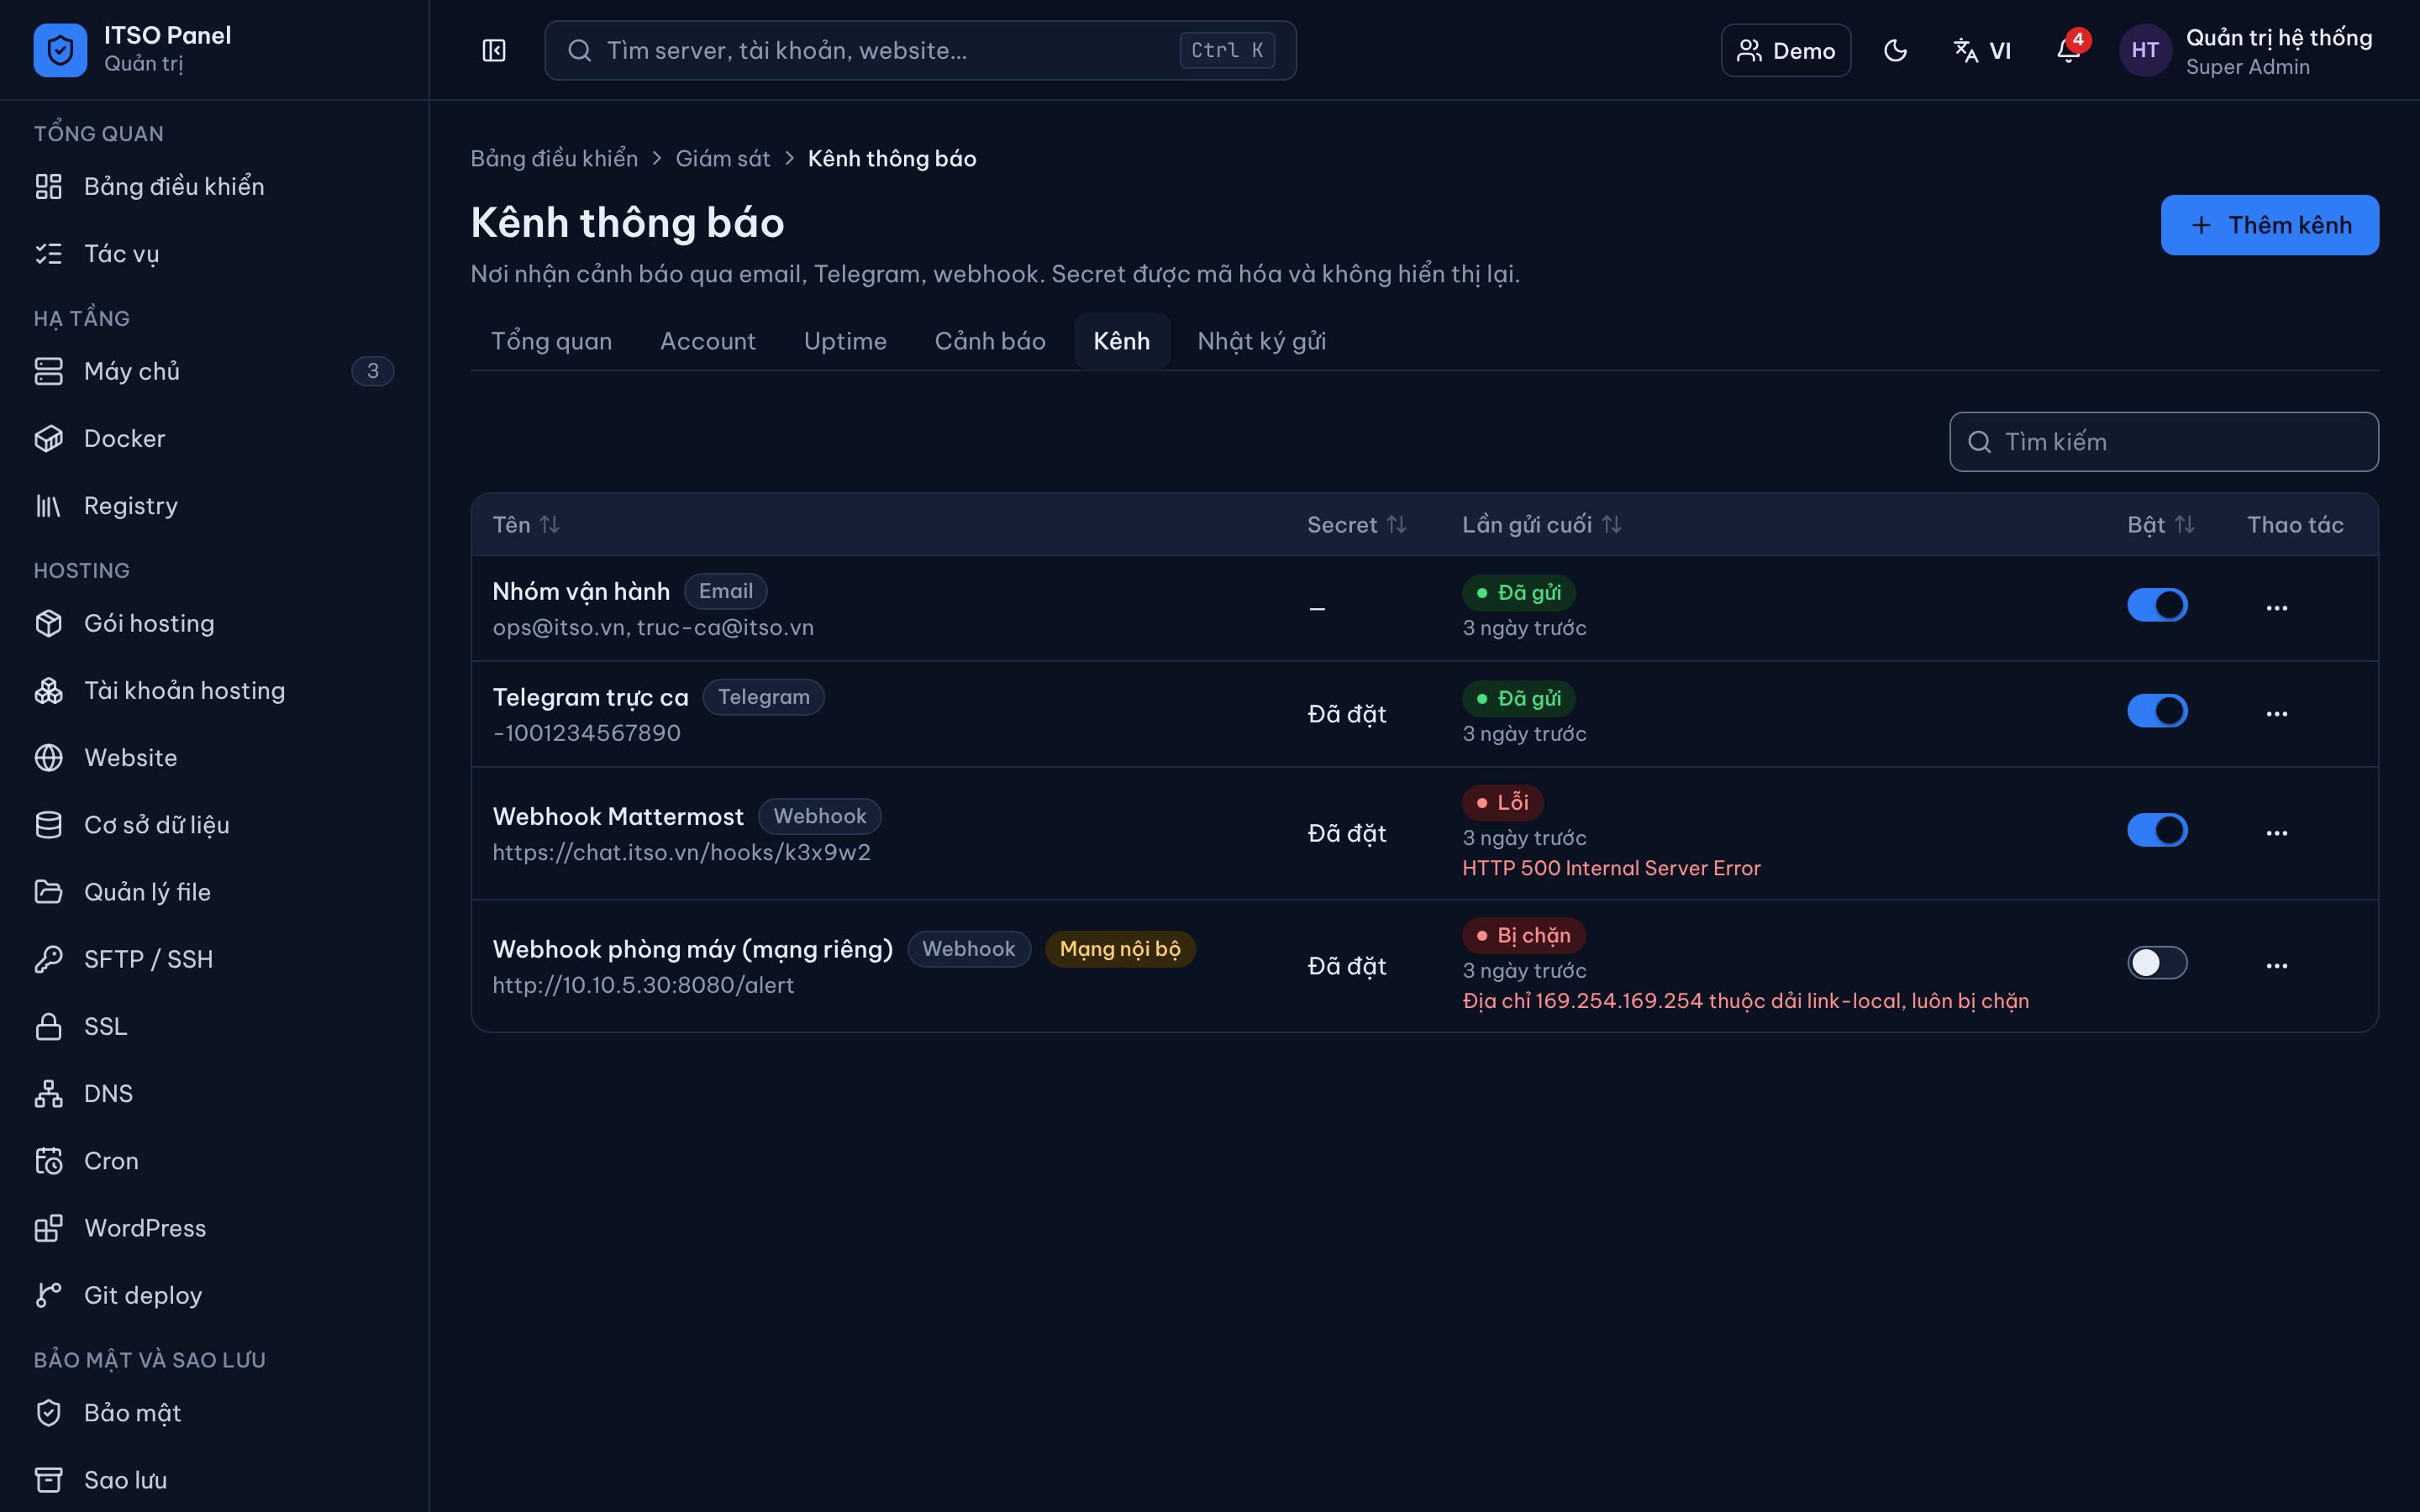 ITSO Panel
Quản trị
Tìm server, tài khoản, website...
Ctrl K
Demo
VI
4
HT
Quản trị hệ thống
Super Admin
TỔNG QUAN
Bảng điều khiển
Tác vụ
HẠ TẦNG
Máy chủ
3
Docker
Registry
HOSTING
Gói hosting
Tài khoản hosting
Website
Cơ sở dữ liệu
Quản lý file
SFTP / SSH
SSL
DNS
Cron
WordPress
Git deploy
BẢO MẬT VÀ SAO LƯU
Bảo mật
Sao lưu
Bảng điều khiển > Giám sát > Kênh thông báo
Kênh thông báo
Thêm kênh
Nơi nhận cảnh báo qua email, Telegram, webhook. Secret được mã hóa và không hiển thị lại.
Tổng quan Account Uptime Cảnh báo Kênh Nhật ký gửi
Tìm kiếm
Tên Secret Lần gửi cuối Bật Thao tác
Nhóm vận hành Email
ops@itso.vn, truc-ca@itso.vn
—
Đã gửi
3 ngày trước
Telegram trực ca Telegram
-1001234567890
Đã đặt
Đã gửi
3 ngày trước
Webhook Mattermost Webhook
https://chat.itso.vn/hooks/k3x9w2
Đã đặt
Lỗi
3 ngày trước
HTTP 500 Internal Server Error
Webhook phòng máy (mạng riêng) Webhook Mạng nội bộ
http://10.10.5.30:8080/alert
Đã đặt
Bị chặn
3 ngày trước
Địa chỉ 169.254.169.254 thuộc dải link-local, luôn bị chặn